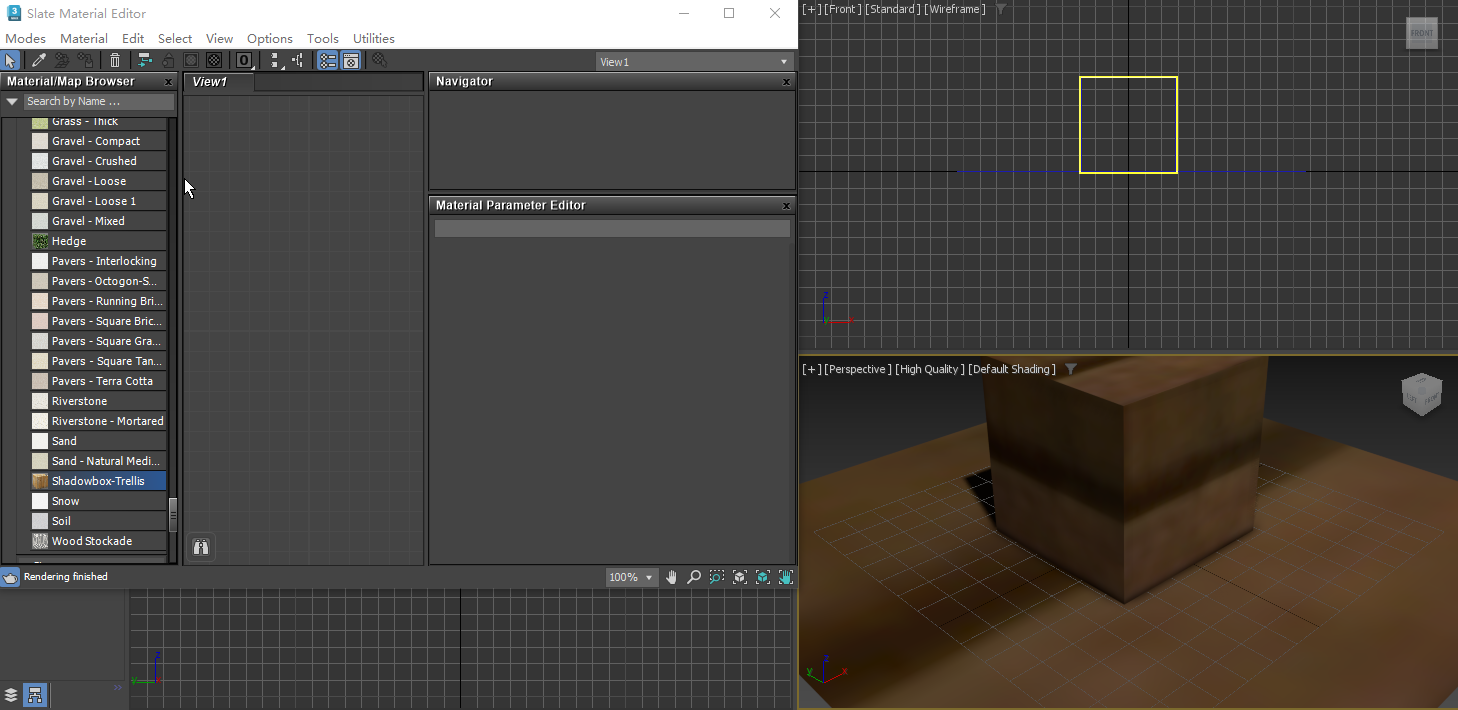 Slate Material Editor
Modes Material Edit Select View Options Tools Utilities
0
View1
Material/Map Browser x
Search by Name ...
Grass - Thick
Gravel - Compact
Gravel - Crushed
Gravel - Loose
Gravel - Loose 1
Gravel - Mixed
Hedge
Pavers - Interlocking
Pavers - Octogon-S...
Pavers - Running Bri...
Pavers - Square Bric...
Pavers - Square Gra...
Pavers - Square Tan...
Pavers - Terra Cotta
Riverstone
Riverstone - Mortared
Sand
Sand - Natural Medi...
Shadowbox-Trellis
Snow
Soil
Wood Stockade
View1
Navigator x
Material Parameter Editor x
Rendering finished
100%
z
y
»
[+] [Front] [Standard] [Wireframe]
FRONT
z
y x
[+] [Perspective] [High Quality] [Default Shading]
FRONT
z
y x